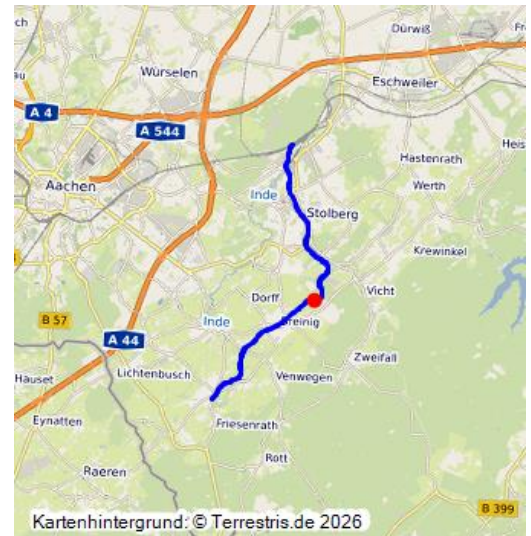 Dürwiß
Würselen
Eschweiler
A 4
A 544
Hastenrath
Aachen
Werth
Inde
Stolberg
Krewinkel
Vicht
Dorff
B 57
Inde
Breinig
A 44
Zweifall
Lichtenbusch
Hauset
Venwegen
Eynatten
Friesenrath
Rott
Raeren
B 399
Kartenhintergrund: © Terrestris.de 2026